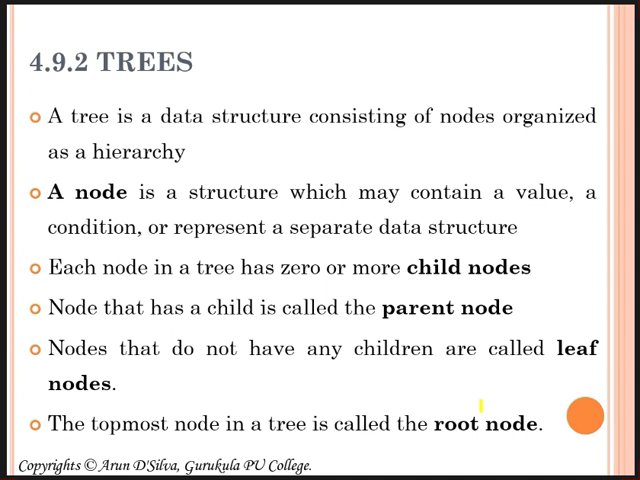 4.9.2 TREES
A tree is a data structure consisting of nodes organized
as a hierarchy
A node is a structure which may contain a value, a
condition, or represent a separate data structure
Each node in a tree has zero or more child nodes
Node that has a child is called the parent node
Nodes that do not have any children are called leaf
nodes.
The topmost node in a tree is called the root node.
Copyrights © Arun D'Silva, Gurukula PU College.